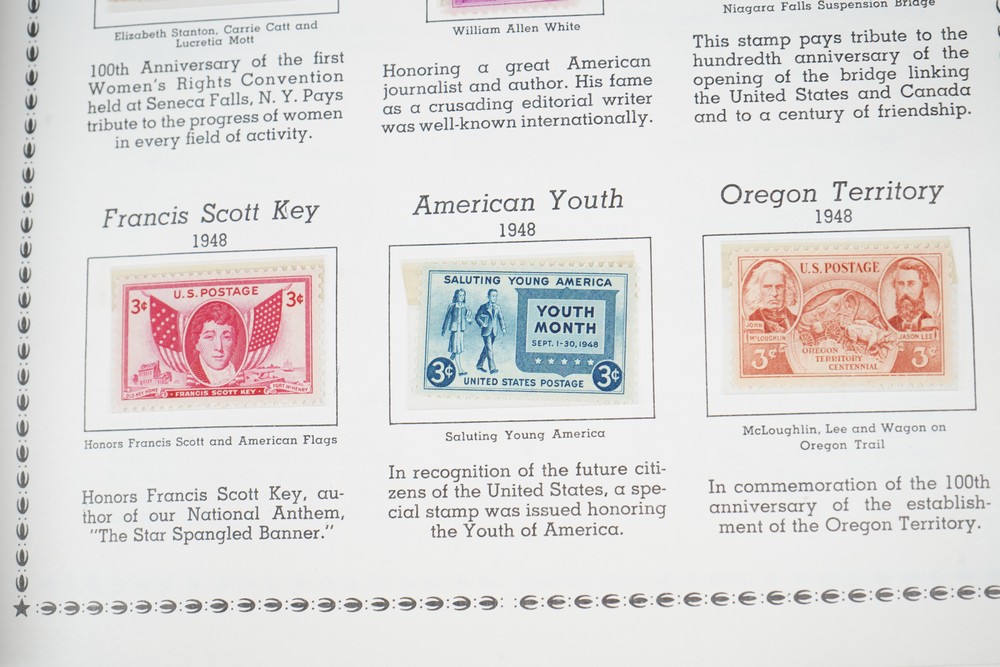 Elizabeth Stanton, Carrie Catt and
Lucretia Mott
100th Anniversary of the first
Women's Rights Convention
held at Seneca Falls, N. Y. Pays
tribute to the progress of women
in every field of activity.
William Allen White
Honoring a great American
journalist and author. His fame
as a crusading editorial writer
was well-known internationally.
Niagara Falls Suspension Bridge
This stamp pays tribute to the
hundredth anniversary of the
opening of the bridge linking
the United States and Canada
and to a century of friendship.
Francis Scott Key
1948
U.S. POSTAGE
3¢ 3¢
OLD KEY HOME
FORT McHENRY
• FRANCIS SCOTT KEY •
Honors Francis Scott and American Flags
Honors Francis Scott Key, au-
thor of our National Anthem,
"The Star Spangled Banner."
American Youth
1948
SALUTING YOUNG AMERICA
YOUTH
MONTH
SEPT. 1-30, 1948
3¢ 3¢
UNITED STATES POSTAGE
Saluting Young America
In recognition of the future citi-
zens of the United States, a spe-
cial stamp was issued honoring
the Youth of America.
Oregon Territory
1948
U.S. POSTAGE
JOHN
McLOUGHLIN
JASON LEE
3¢ 3¢
OREGON
TERRITORY
CENTENNIAL
McLoughlin, Lee and Wagon on
Oregon Trail
In commemoration of the 100th
anniversary of the establish-
ment of the Oregon Territory.